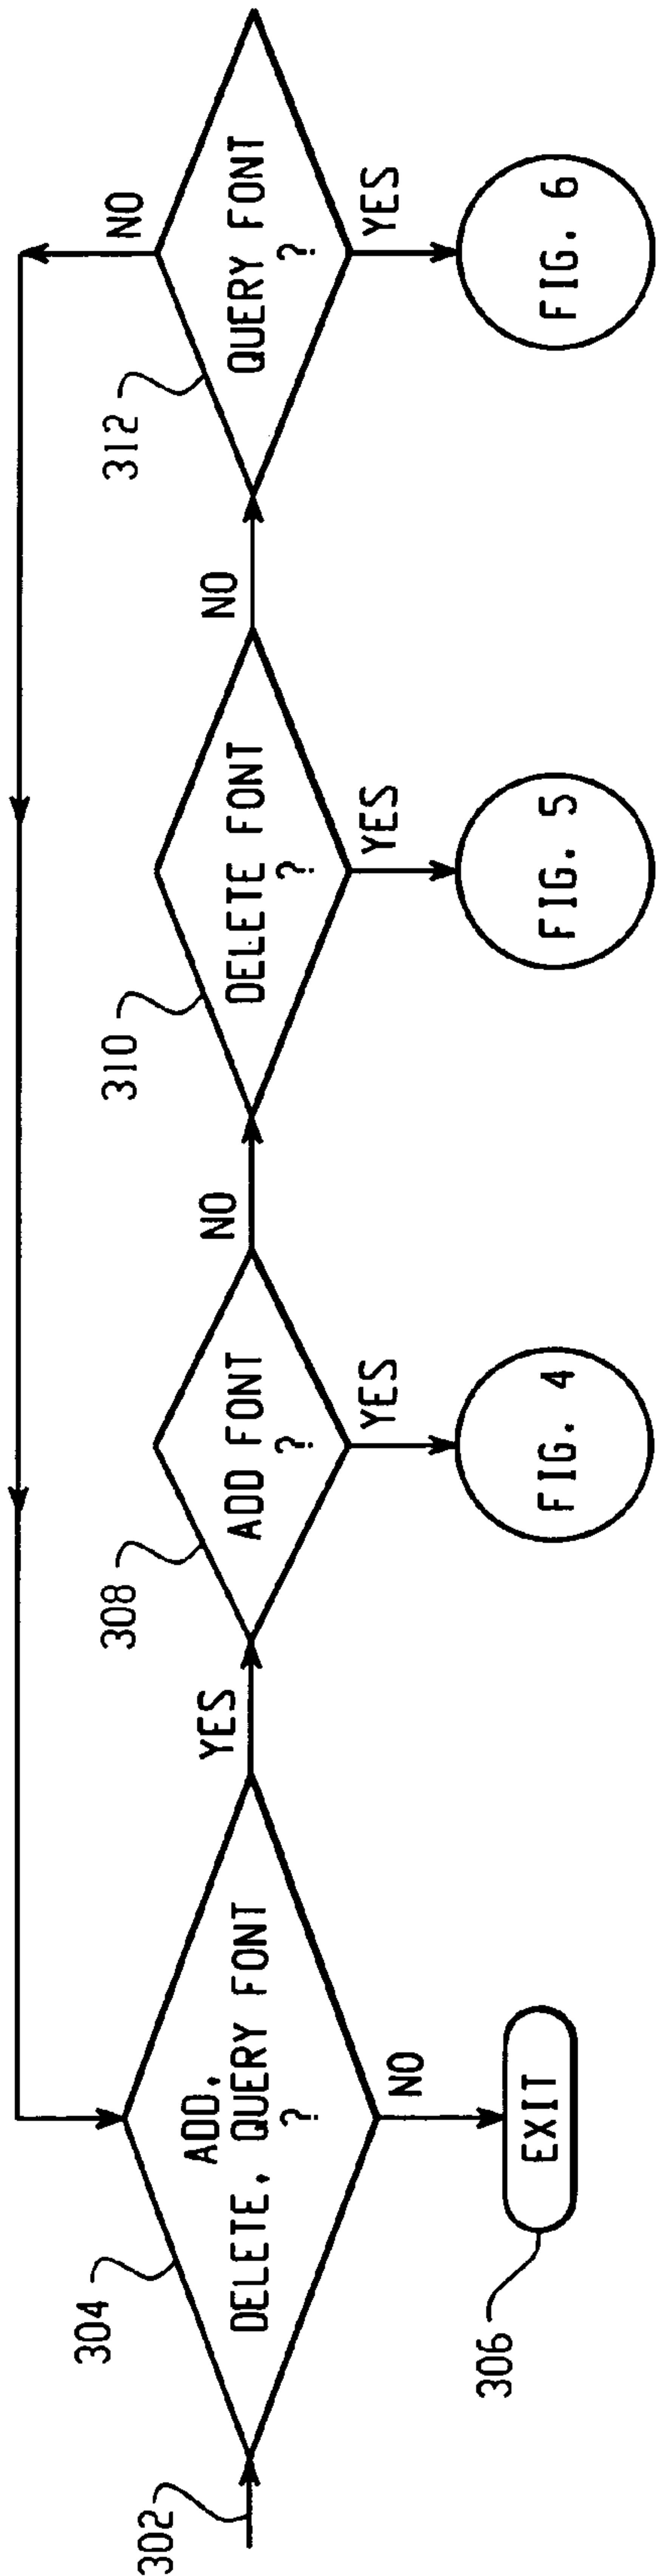 302
304
ADD,
DELETE, QUERY FONT
?
NO
306
EXIT
YES
308
ADD FONT
?
YES
FIG. 4
NO
310
DELETE FONT
?
YES
FIG. 5
NO
312
QUERY FONT
?
NO
YES
FIG. 6